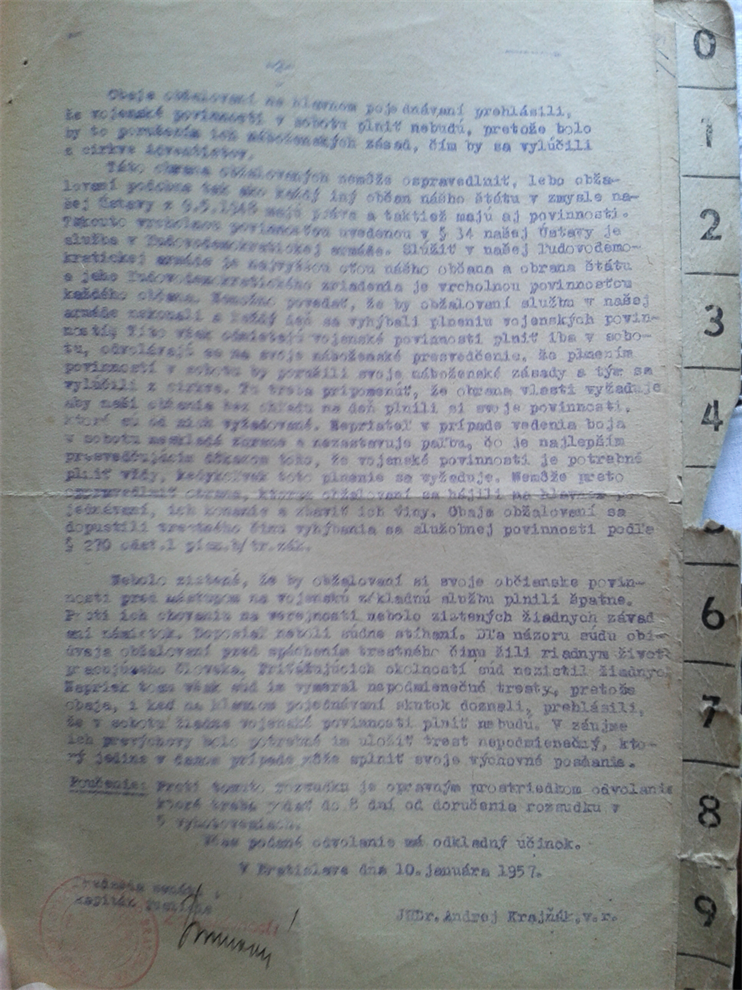 -2-
Obaja obžalovaní na hlavnom pojednávaní prehlásili,
že vojenské povinnosti v sobotu plniť nebudú, pretože bolo
by to porušením ich náboženských zásad, čím by sa vylúčili
z cirkve adventistov.
Táto obrana obžalovaných nemôže ospravedlniť, lebo obža-
lovaní podobne tak ako každý iný občan nášho štátu v zmysle na-
šej Ústavy z 9.5.1948 majú práva a taktiež majú aj povinnosti.
Takouto vrcholnou povinnosťou uvedenou v § 34 našej Ústavy je
služba v ľudovodemokratickej armáde. Slúžiť v našej ľudovodemo-
kratickej armáde je najvyššou cťou nášho občana a obrana štátu
a jeho ľudovodemokratického zriadenia je vrcholnou povinnosťou
každého občana. Nemožno povedať, že by obžalovaní službu v našej
armáde nekonali a každý deň sa vyhýbali plneniu vojenských povin-
ností. Títo však odmietajú vojenské povinnosti plniť iba v sobo-
tu, odvolávajú sa na svoje náboženské presvedčenie, že plnením
povinností v sobotu by porušili svoje náboženské zásady a tým sa
vylúčili z cirkve. Tu treba pripomenúť, že obrana vlasti vyžaduje,
aby naši občania bez ohľadu na deň plnili si svoje povinnosti,
ktoré sú od nich vyžadované. Nepriateľ v prípade vedenia boja
v sobotu neskladá zbrane a nezastavuje paľbu, čo je najlepším
presvedčujúcim dôkazom toho, že vojenské povinnosti je potrebné
plniť vždy, kedykoľvek toto plnenie sa vyžaduje. Nemôže preto
ospravedlniť obrana, ktorou obžalovaní sa hájili na hlavnom po-
jednávaní, ich konanie a zbaviť ich viny. Obaja obžalovaní sa
dopustili trestného činu vyhýbania sa služobnej povinnosti podľa
§ 270 odst.1 písm.b/tr.zák.
Nebolo zistené, že by obžalovaní si svoje občianske povin-
nosti pred nástupom na vojenskú základnú službu plnili špatne.
Proti ich chovaniu na verejnosti nebolo zistených žiadnych závad
ani námietok. Doposiaľ neboli súdne stíhaní. Dľa názoru súdu obi-
dvaja obžalovaní pred spáchaním trestného činu žili riadnym život
pracujúceho človeka. Priťažujúcich okolností súd nezistil žiadnych
Napriek tomu však súd im vymeral nepodmienečné tresty, pretože
obaja, i keď na hlavnom pojednávaní skutok doznali, prehlásili,
že v sobotu žiadne vojenské povinnosti plniť nebudú. V záujme
ich prevýchovy bolo potrebné im uložiť trest nepodmienečný, kto-
rý jedine v danom prípade môže splniť svoje výchovné poslanie.
Poučenie: Proti tomuto rozsudku je opravným prostriedkom odvolanie
ktoré treba podať do 8 dní od doručenia rozsudku v
5 vyhotoveniach.
Včas podané odvolanie má odkladný účinok.
V Bratislave dňa 10.januára 1957.
senátu :
kapitán justície
JUDr. Andrej Krajňák, v. r.
0
1
2
3
4
5
6
7
8
9